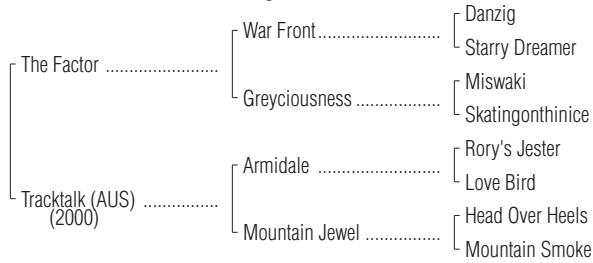 Danzig
War Front..............................
Starry Dreamer
The Factor .......................
Miswaki
Greyciousness ....................
Skatingonthinice
Rory's Jester
Armidale ............................
Love Bird
Tracktalk (AUS) ...............
(2000)
Head Over Heels
Mountain Jewel ..................
Mountain Smoke